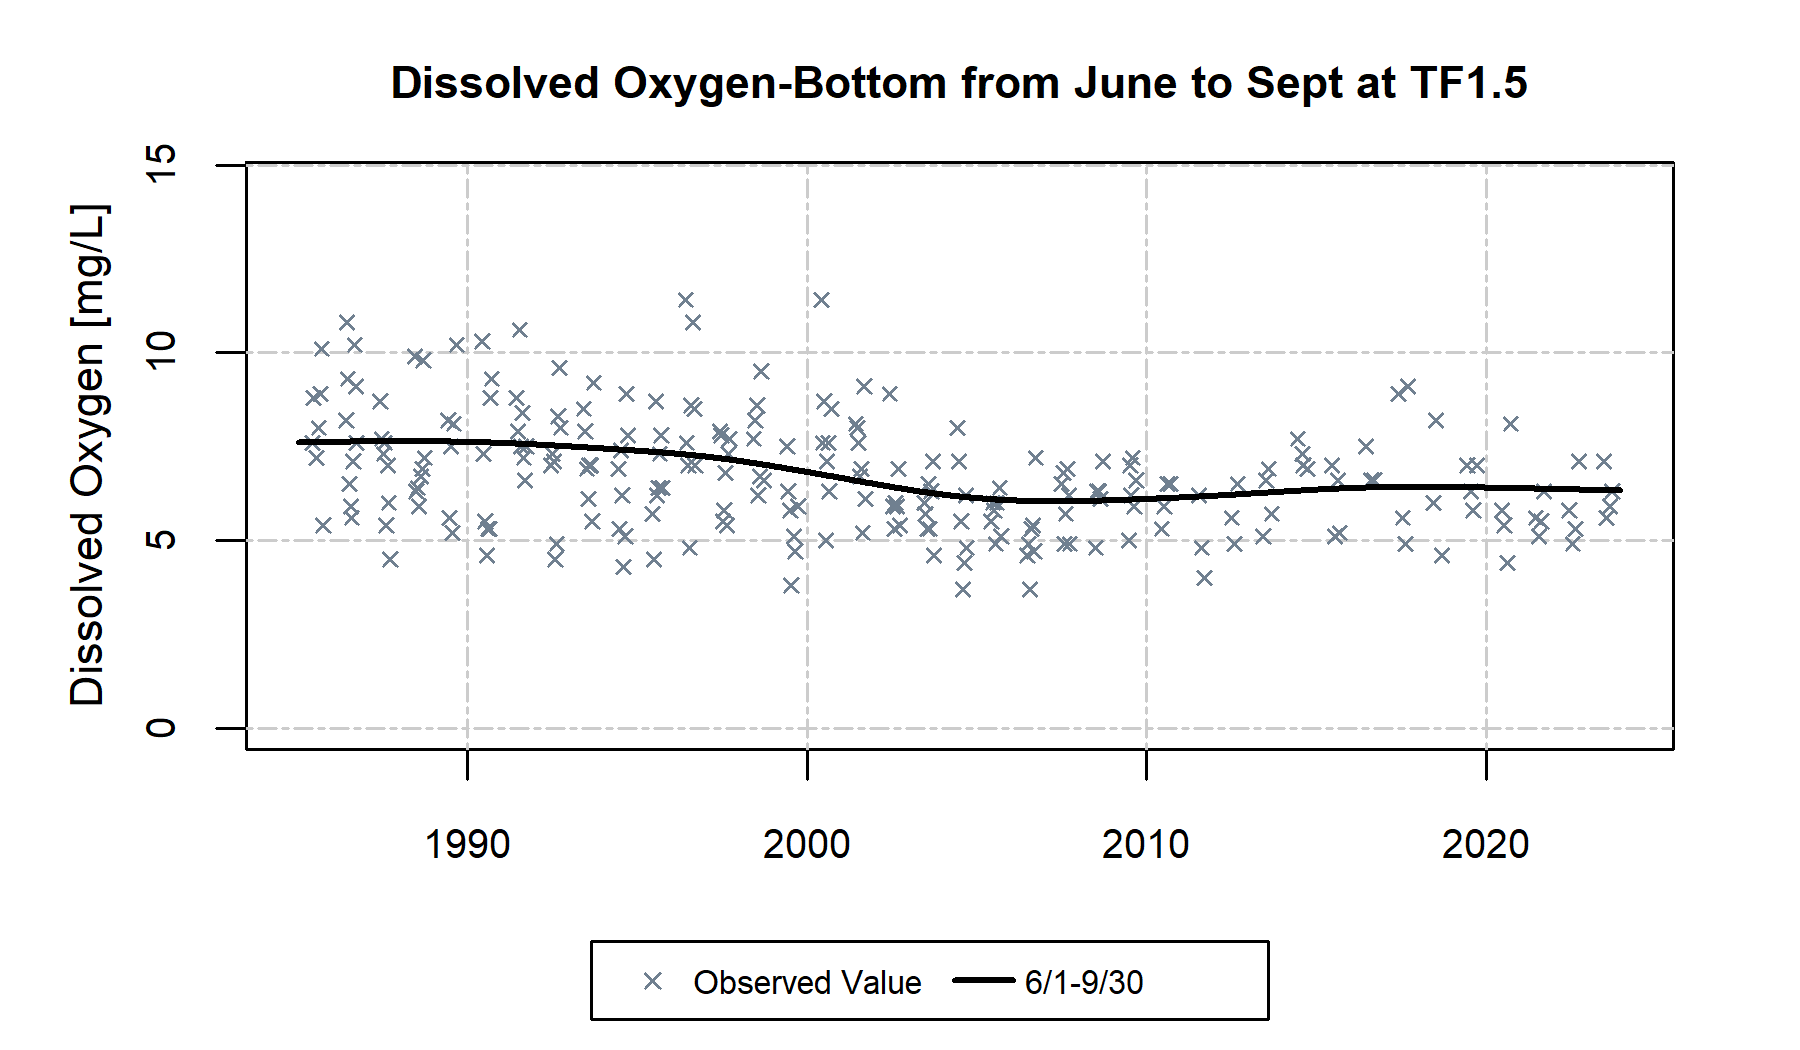 Dissolved Oxygen-Bottom from June to Sept at TF1.5
Dissolved Oxygen [mg/L]
15
10
5
0
1990 2000 2010 2020
Observed Value 6/1-9/30